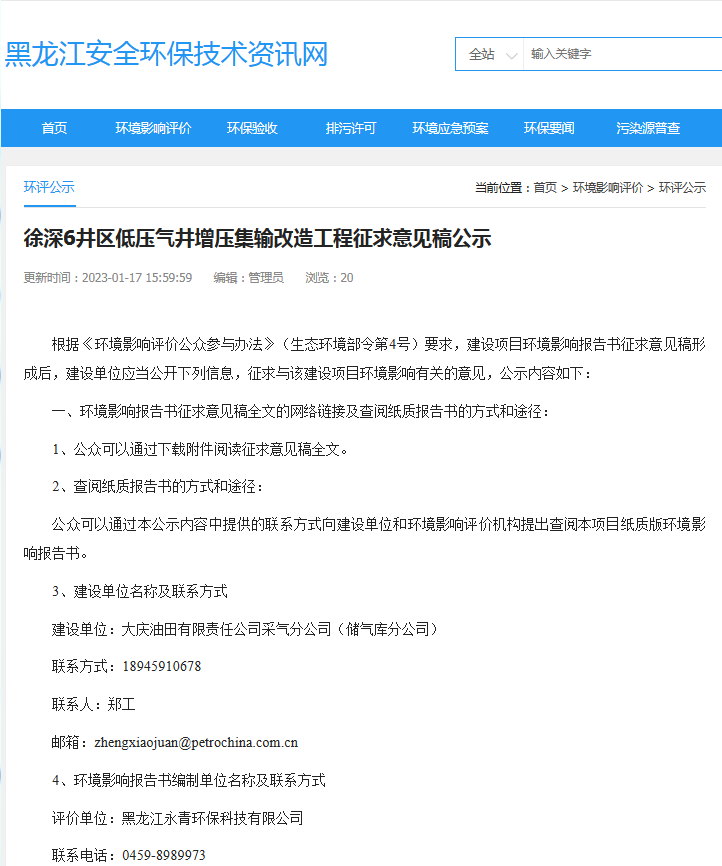 黑龙江安全环保技术资讯网
全站 输入关键字
首页 环境影响评价 环保验收 排污许可 环境应急预案 环保要闻 污染源普查
环评公示 当前位置：首页 > 环境影响评价 > 环评公示
徐深6井区低压气井增压集输改造工程征求意见稿公示
更新时间：2023-01-17 15:59:59 编辑：管理员 浏览：20
根据《环境影响评价公众参与办法》（生态环境部令第4号）要求，建设项目环境影响报告书征求意见稿形
成后，建设单位应当公开下列信息，征求与该建设项目环境影响有关的意见，公示内容如下：
一、环境影响报告书征求意见稿全文的网络链接及查阅纸质报告书的方式和途径：
1、公众可以通过下载附件阅读征求意见稿全文。
2、查阅纸质报告书的方式和途径：
公众可以通过本公示内容中提供的联系方式向建设单位和环境影响评价机构提出查阅本项目纸质版环境影
响报告书。
3、建设单位名称及联系方式
建设单位：大庆油田有限责任公司采气分公司（储气库分公司）
联系方式：18945910678
联系人：郑工
邮箱：zhengxiaojuan@petrochina.com.cn
4、环境影响报告书编制单位名称及联系方式
评价单位：黑龙江永青环保科技有限公司
联系电话：0459-8989973